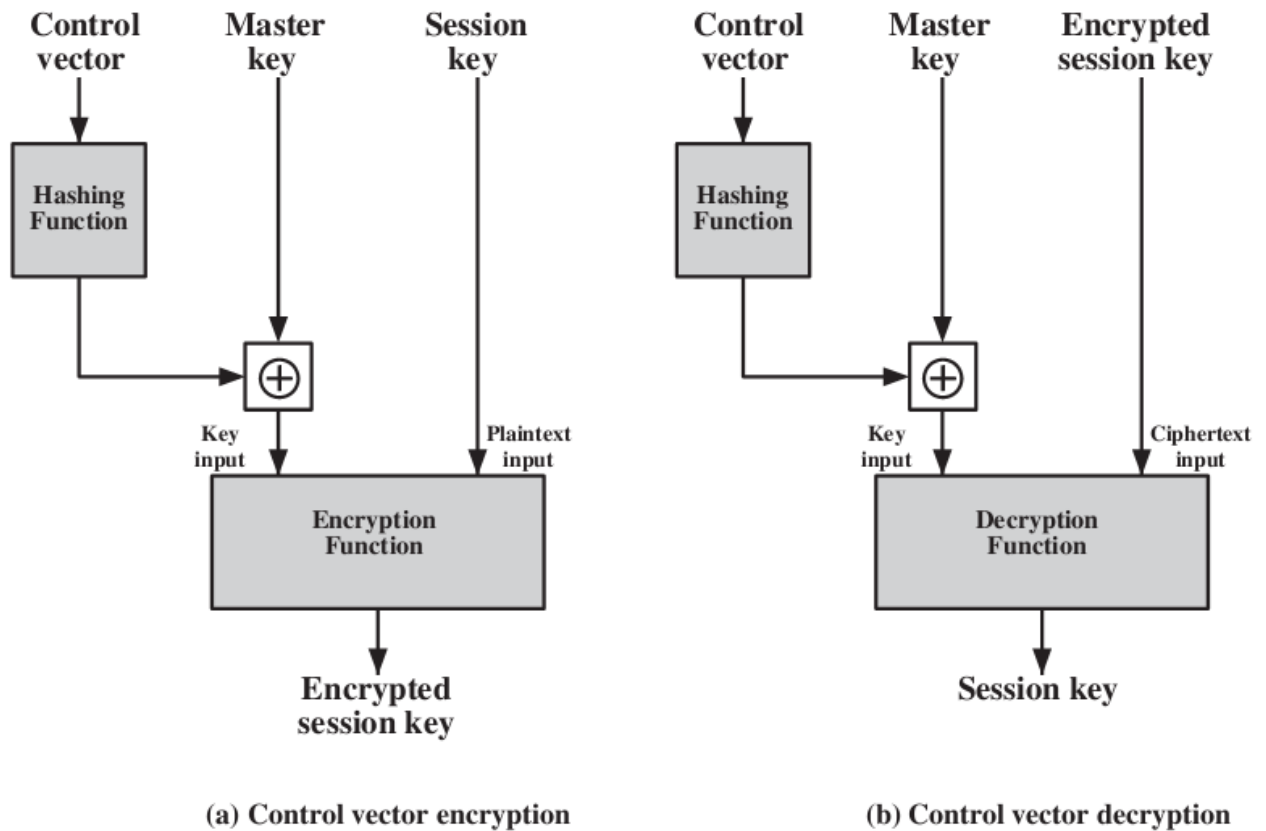 Control
vector
Master
key
Session
key
Hashing
Function
Key
input
Plaintext
input
Encryption
Function
Encrypted
session key
(a) Control vector encryption
Control
vector
Master
key
Encrypted
session key
Hashing
Function
Key
input
Ciphertext
input
Decryption
Function
Session key
(b) Control vector decryption